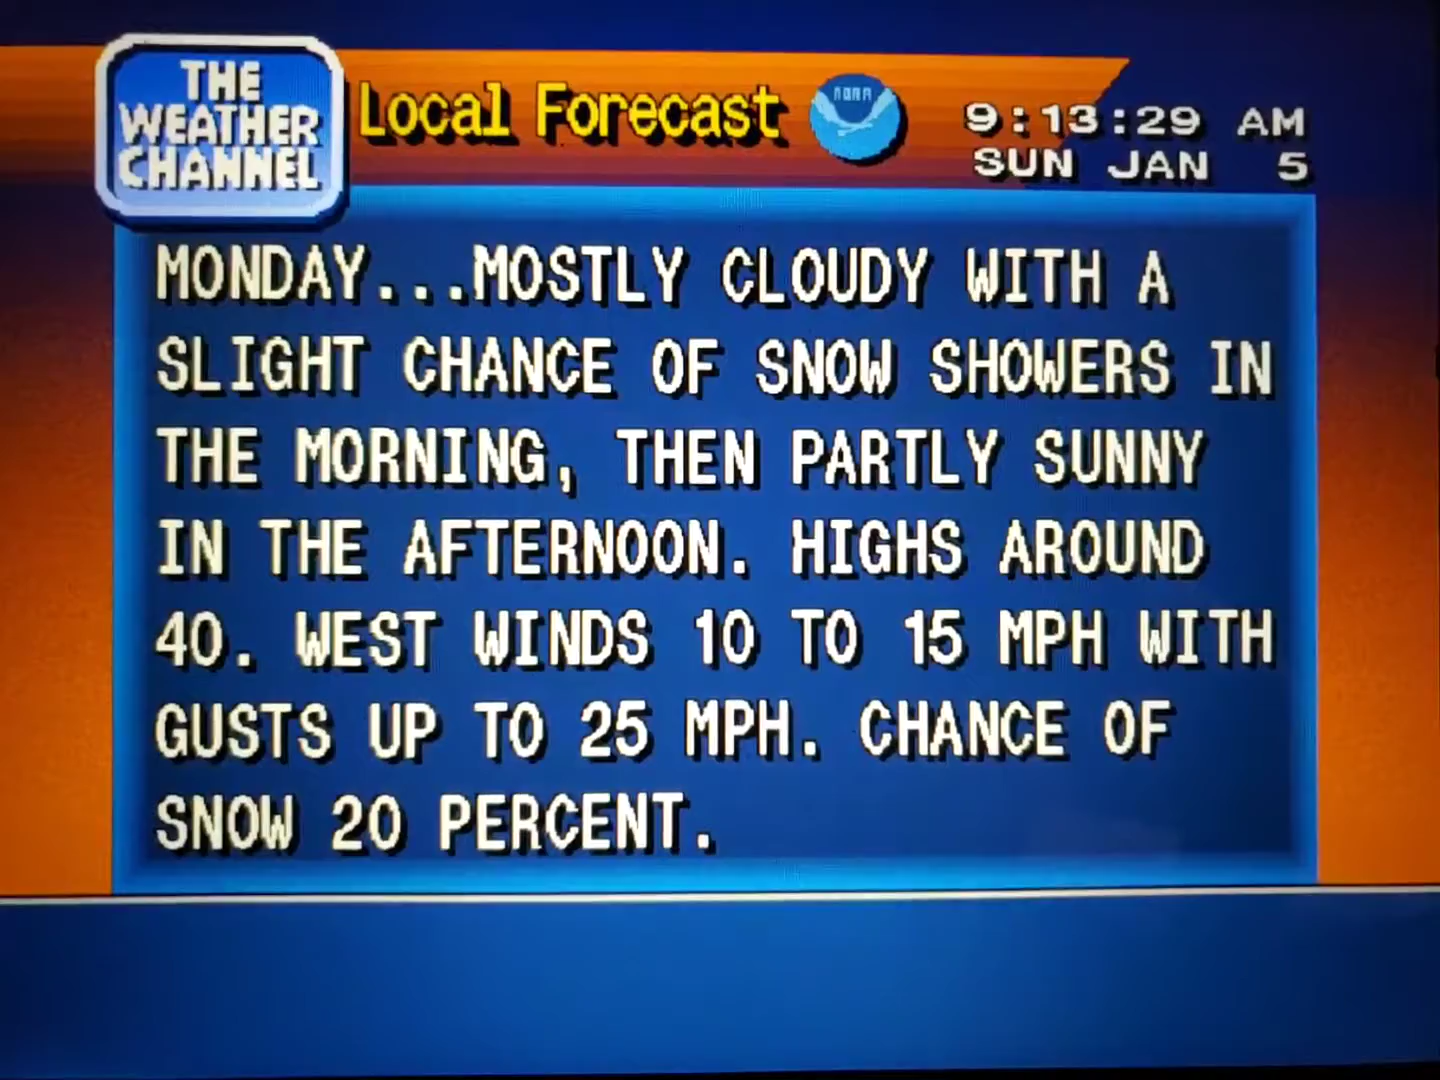 THE
WEATHER
CHANNEL
Local Forecast
NOAA
9:13:29 AM
SUN JAN 5
MONDAY...MOSTLY CLOUDY WITH A
SLIGHT CHANCE OF SNOW SHOWERS IN
THE MORNING, THEN PARTLY SUNNY
IN THE AFTERNOON. HIGHS AROUND
40. WEST WINDS 10 TO 15 MPH WITH
GUSTS UP TO 25 MPH. CHANCE OF
SNOW 20 PERCENT.